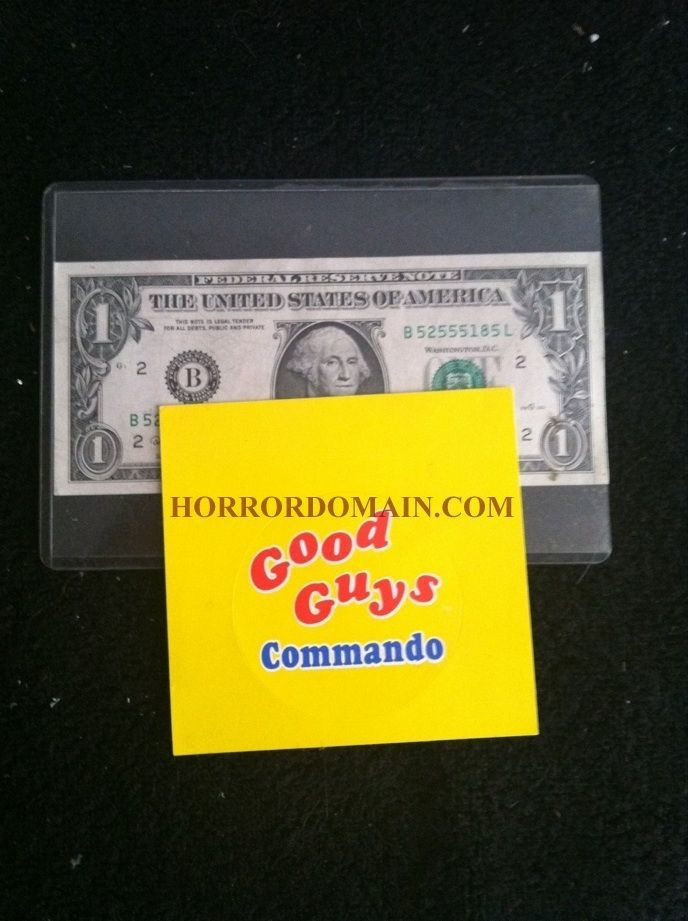 FEDERAL RESERVE NOTE
THE UNITED STATES OF AMERICA
THIS NOTE IS LEGAL TENDER
FOR ALL DEBTS, PUBLIC AND PRIVATE
B 52555185 L
WASHINGTON, D.C.
1
1
2
2
B
B 52
2
2
1
1
HORRORDOMAIN.COM
Good
Guys
Commando